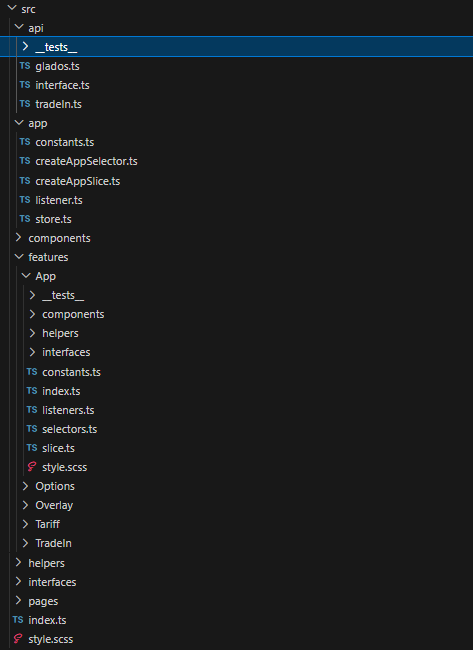 src
api
__tests__
TS glados.ts
TS interface.ts
TS tradeIn.ts
app
TS constants.ts
TS createAppSelector.ts
TS createAppSlice.ts
TS listener.ts
TS store.ts
components
features
App
__tests__
components
helpers
interfaces
TS constants.ts
TS index.ts
TS listeners.ts
TS selectors.ts
TS slice.ts
style.scss
Options
Overlay
Tariff
TradeIn
helpers
interfaces
pages
TS index.ts
style.scss